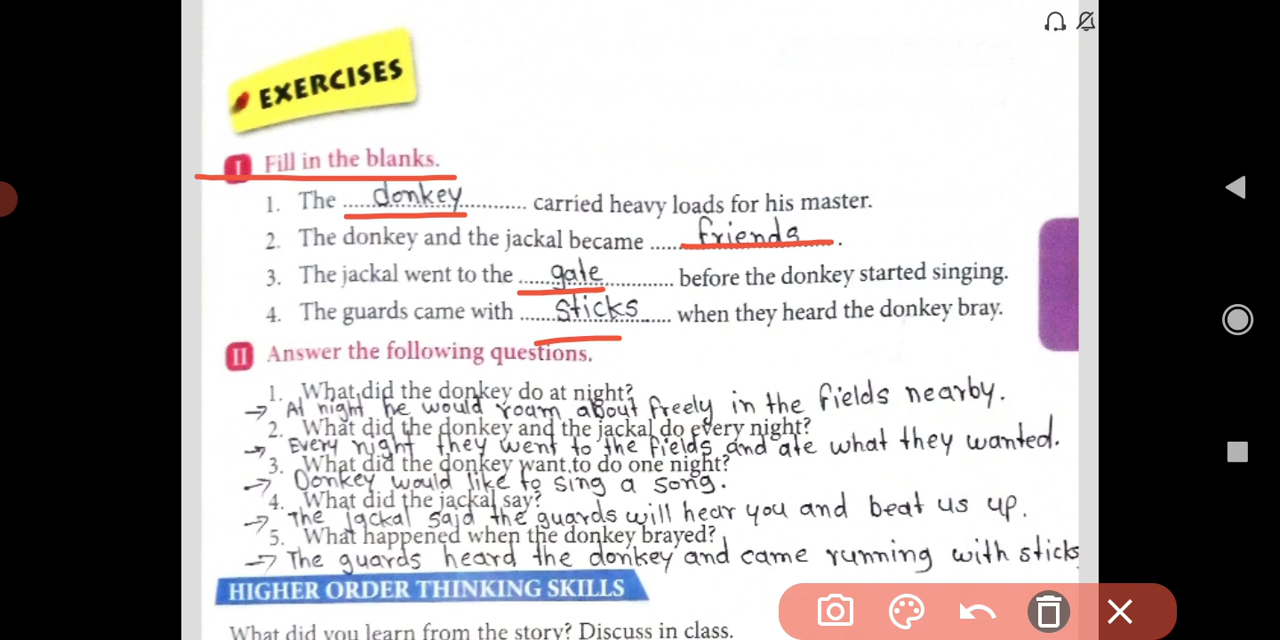 EXERCISES
I Fill in the blanks.
1. The .....donkey............ carried heavy loads for his master.
2. The donkey and the jackal became ......friends.......... .
3. The jackal went to the ......gate............... before the donkey started singing.
4. The guards came with .......sticks....... when they heard the donkey bray.
II Answer the following questions.
1. What did the donkey do at night?
→ At night he would roam about freely in the fields nearby.
2. What did the donkey and the jackal do every night?
→ Every night they went to the fields and ate what they wanted.
3. What did the donkey want to do one night?
→ Donkey would like to sing a song.
4. What did the jackal say?
→ The jackal said the guards will hear you and beat us up.
5. What happened when the donkey brayed?
→ The guards heard the donkey and came running with sticks
HIGHER ORDER THINKING SKILLS
What did you learn from the story? Discuss in class.